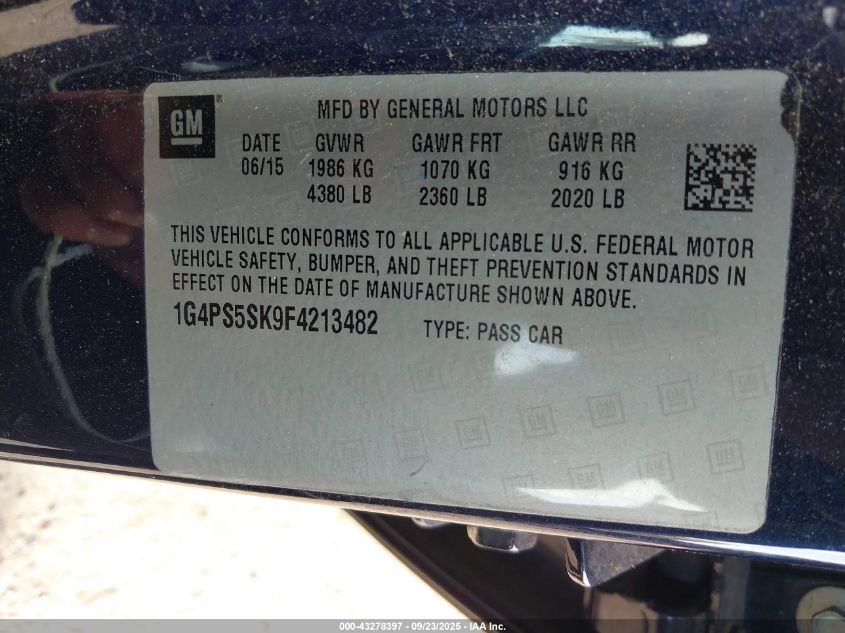 GM ® MFD BY GENERAL MOTORS LLC
DATE GVWR GAWR FRT GAWR RR
06/15 1986 KG 1070 KG 916 KG
4380 LB 2360 LB 2020 LB
THIS VEHICLE CONFORMS TO ALL APPLICABLE U.S. FEDERAL MOTOR
VEHICLE SAFETY, BUMPER, AND THEFT PREVENTION STANDARDS IN
EFFECT ON THE DATE OF MANUFACTURE SHOWN ABOVE.
1G4PS5SK9F4213482 TYPE: PASS CAR
000-43278397 - 09/23/2025 - IAA Inc.